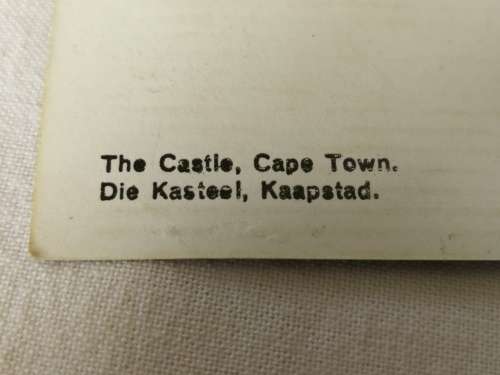 The Castle, Cape Town.
Die Kasteel, Kaapstad.